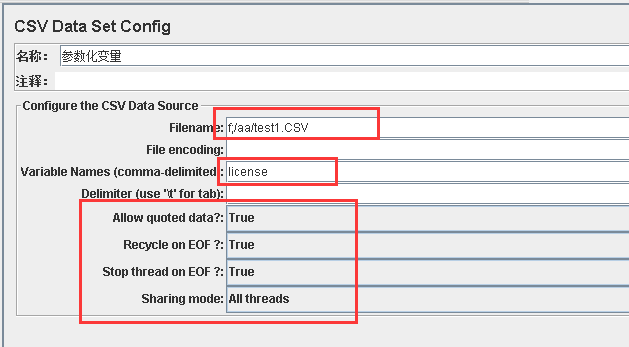 CSV Data Set Config
名称： 参数化变量
注释：
Configure the CSV Data Source
Filename: f;/aa/test1.CSV
File encoding:
Variable Names (comma-delimited): license
Delimiter (use '\t' for tab):
Allow quoted data?: True
Recycle on EOF ?: True
Stop thread on EOF ?: True
Sharing mode: All threads